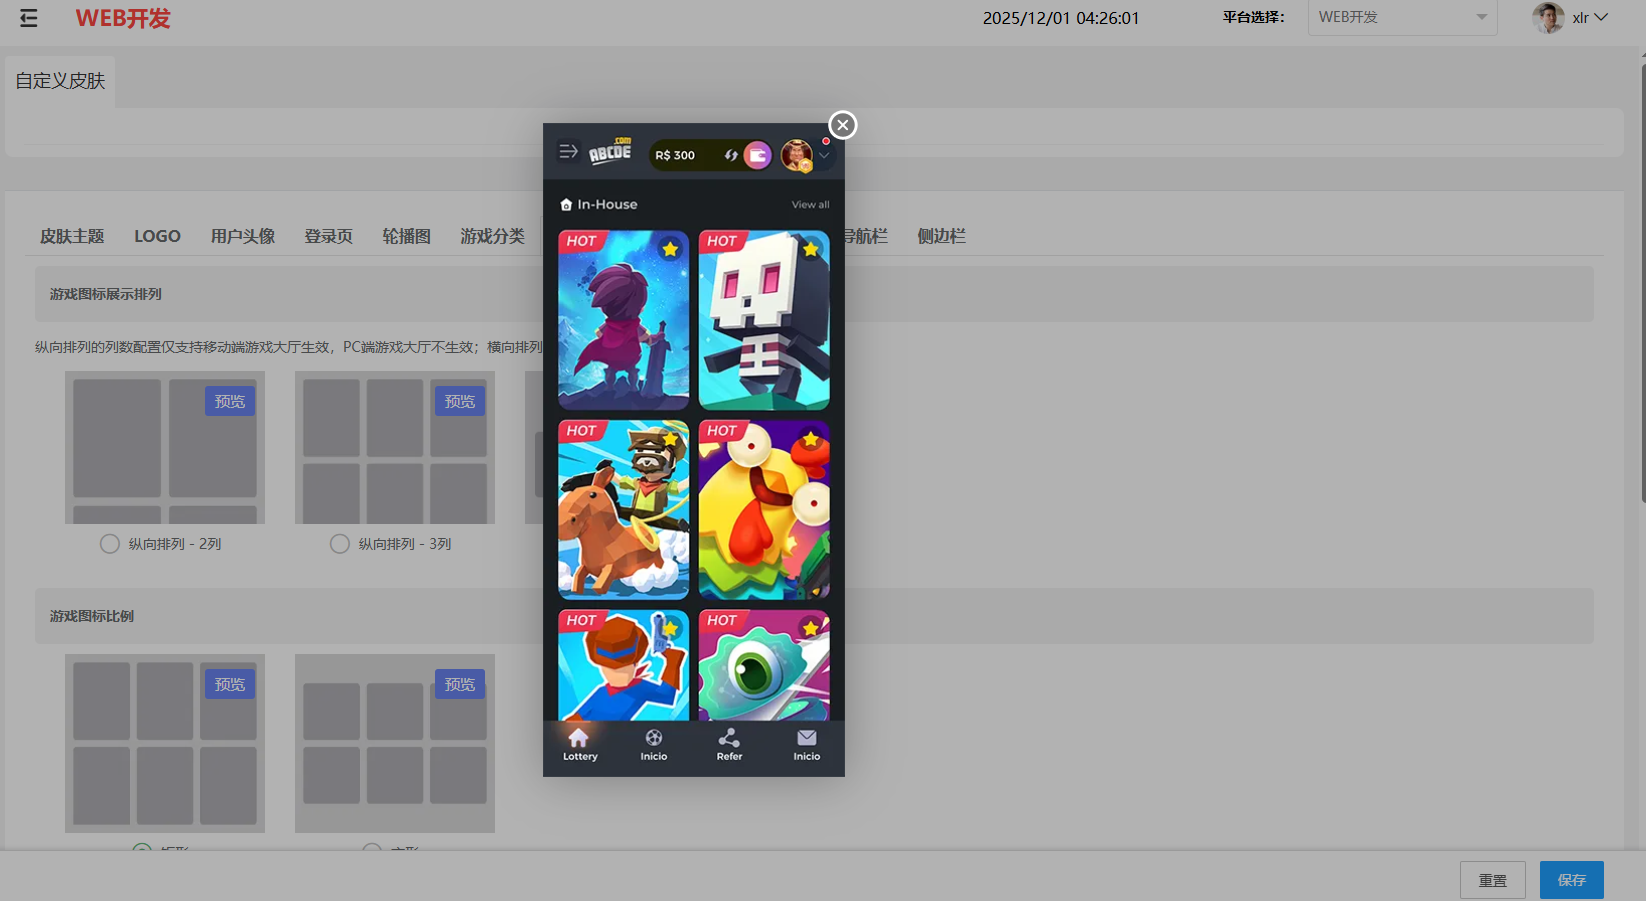 WEB开发
2025/12/01 04:26:01
平台选择：
WEB开发
xlr
自定义皮肤
皮肤主题
LOGO
用户头像
登录页
轮播图
游戏分类
导航栏
侧边栏
游戏图标展示排列
纵向排列的列数配置仅支持移动端游戏大厅生效，PC端游戏大厅不生效；横向排列
预览
预览
纵向排列 - 2列
纵向排列 - 3列
游戏图标比例
预览
预览
ABCDE
.COM
R$ 300
In-House
View all
HOT
HOT
HOT
HOT
HOT
HOT
Lottery
Inicio
Refer
Inicio
重置
保存